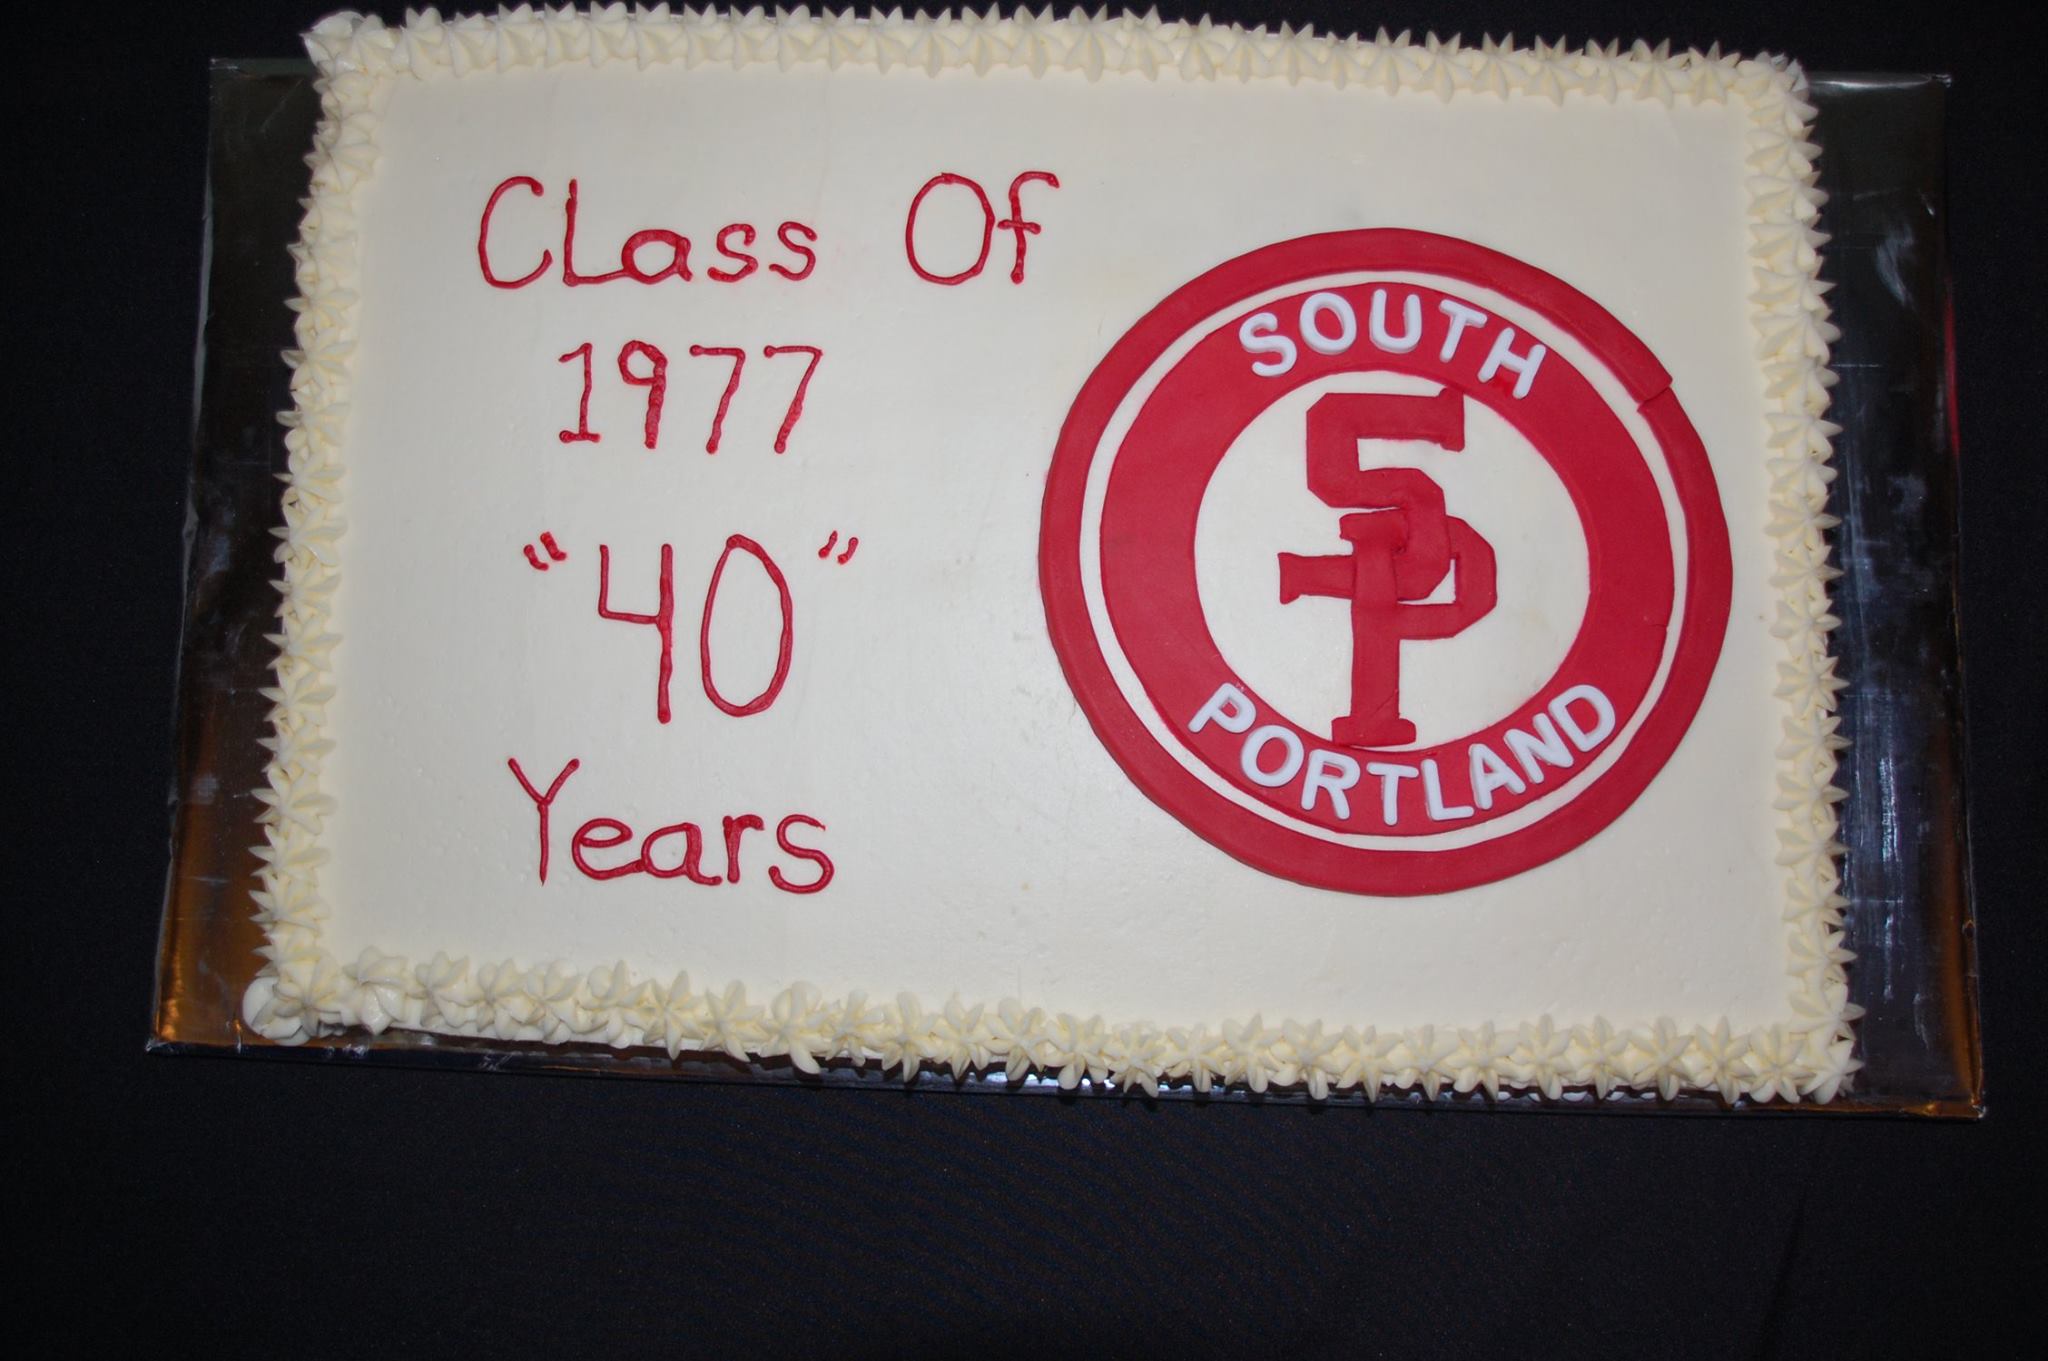 Class Of
1977
“40”
Years
SOUTH
SP
PORTLAND